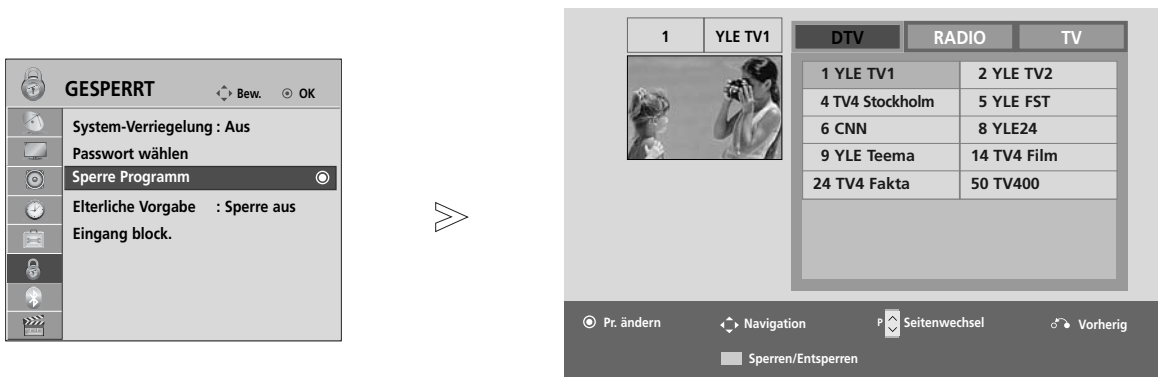 GESPERRT Bew. OK
System-Verriegelung : Aus
Passwort wählen
Sperre Programm
Elterliche Vorgabe : Sperre aus
Eingang block.
1 YLE TV1
DTV RADIO TV
1 YLE TV1 2 YLE TV2
4 TV4 Stockholm 5 YLE FST
6 CNN 8 YLE24
9 YLE Teema 14 TV4 Film
24 TV4 Fakta 50 TV400
Pr. ändern Navigation P Seitenwechsel Vorherig
Sperren/Entsperren